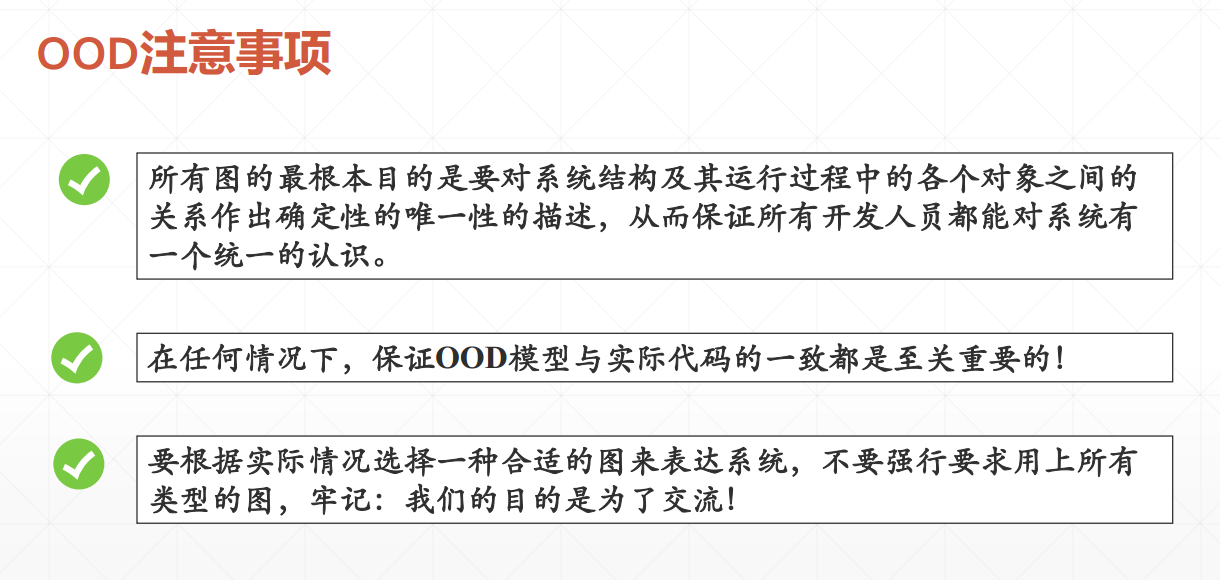 OOD注意事项
所有图的最根本目的是要对系统结构及其运行过程中的各个对象之间的
关系作出确定性的唯一性的描述，从而保证所有开发人员都能对系统有
一个统一的认识。
在任何情况下，保证OOD模型与实际代码的一致都是至关重要的！
要根据实际情况选择一种合适的图来表达系统，不要强行要求用上所有
类型的图，牢记：我们的目的是为了交流！